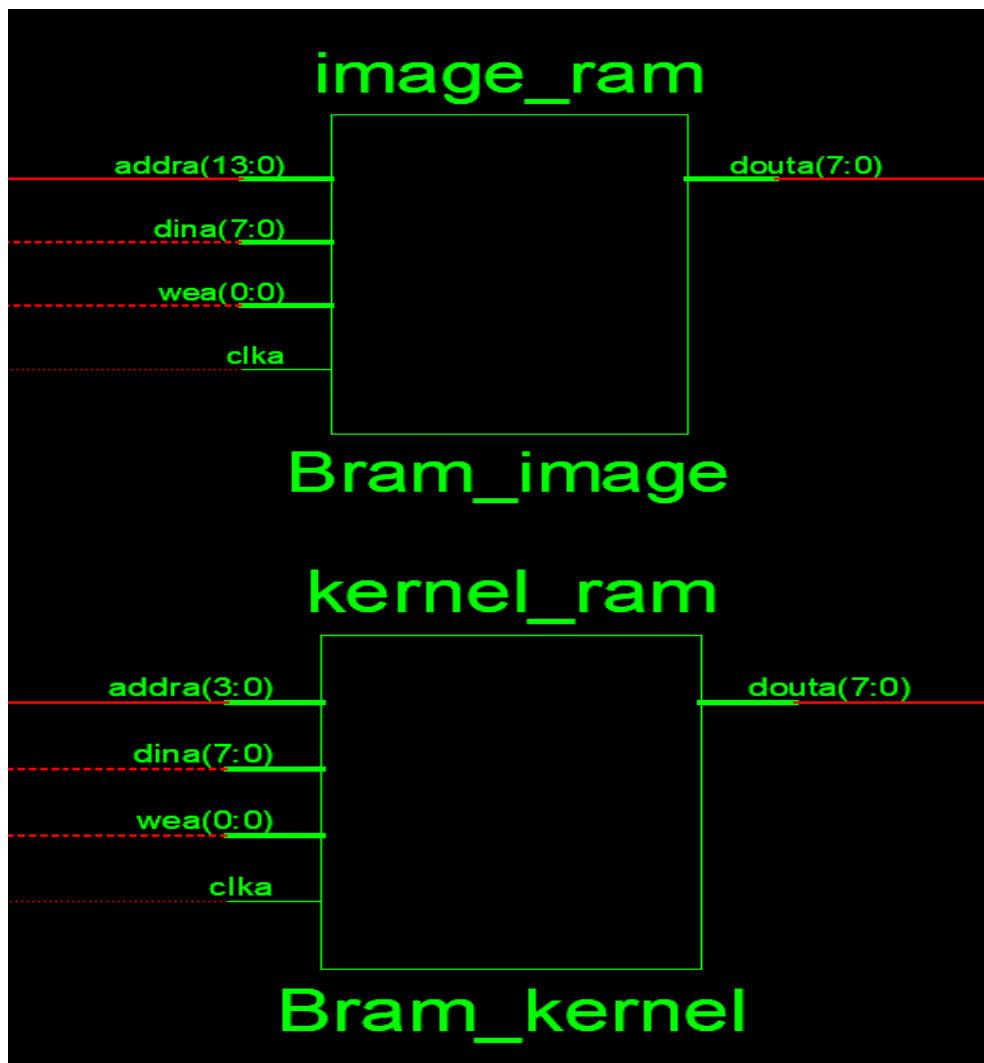 image_ram
addra(13:0)
douta(7:0)
dina(7:0)
wea(0:0)
clka
Bram_image
kernel_ram
addra(3:0)
douta(7:0)
dina(7:0)
wea(0:0)
clka
Bram_kernel